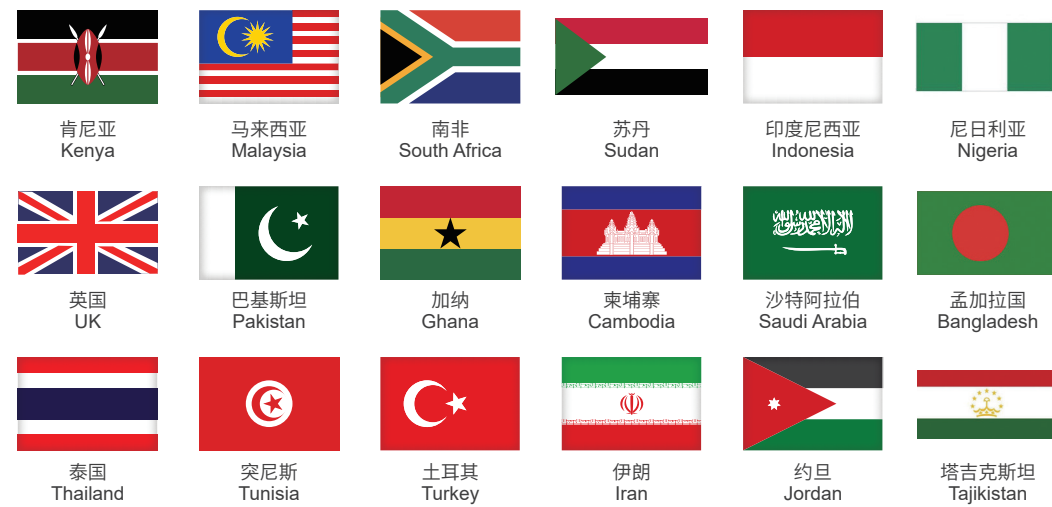 肯尼亚
Kenya
马来西亚
Malaysia
南非
South Africa
苏丹
Sudan
印度尼西亚
Indonesia
尼日利亚
Nigeria
英国
UK
巴基斯坦
Pakistan
加纳
Ghana
柬埔寨
Cambodia
沙特阿拉伯
Saudi Arabia
孟加拉国
Bangladesh
泰国
Thailand
突尼斯
Tunisia
土耳其
Turkey
伊朗
Iran
约旦
Jordan
塔吉克斯坦
Tajikistan